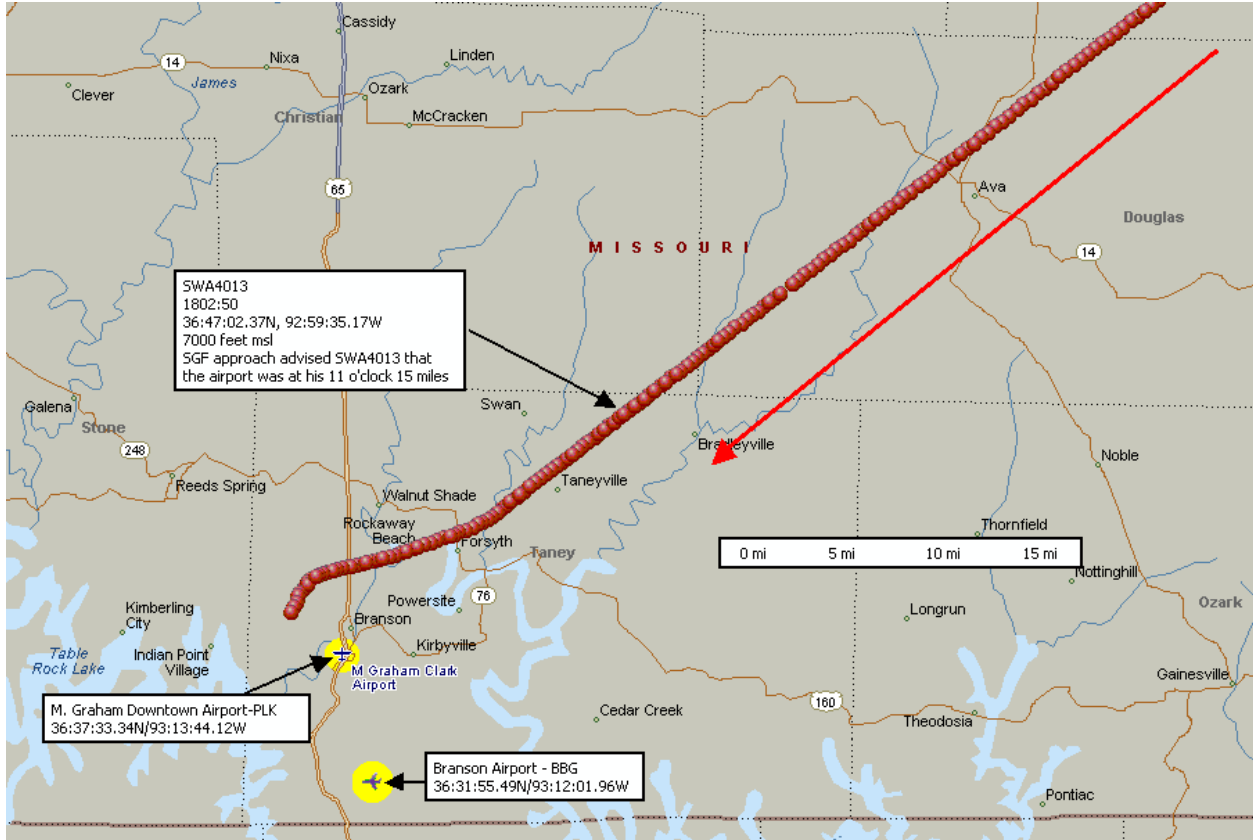 Cassidy
14
Nixa
Linden
James
Clever
Ozark
Christian
McCracken
65
Ava
Douglas
MISSOURI
14
SWA4013
1802:50
36:47:02.37N, 92:59:35.17W
7000 feet msl
SGF approach advised SWA4013 that
the airport was at his 11 o'clock 15 miles
Galena
Swan
Stone
248
Bradleyville
Noble
Reeds Spring
Taneyville
Walnut Shade
Rockaway
Beach
Forsyth
Taney
Thornfield
0 mi 5 mi 10 mi 15 mi
Nottinghill
76
Powersite
Ozark
Kimberling
City
Branson
Longrun
Table
Rock Lake
Indian Point
Village
Kirbyville
M Graham Clark
Airport
Gainesville
M. Graham Downtown Airport-PLK
36:37:33.34N/93:13:44.12W
160
Cedar Creek
Theodosia
Branson Airport - BBG
36:31:55.49N/93:12:01.96W
Pontiac